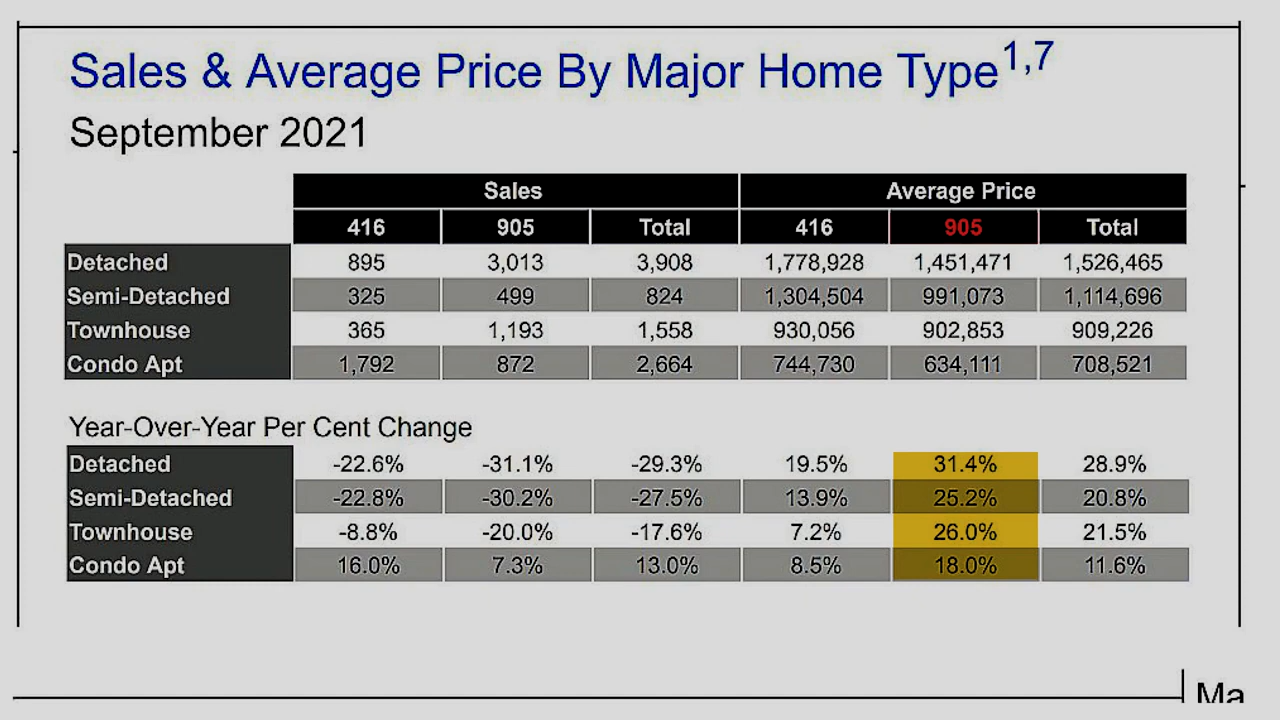 Sales & Average Price By Major Home Type1,7
September 2021
Sales Average Price
416 905 Total 416 905 Total
Detached 895 3,013 3,908 1,778,928 1,451,471 1,526,465
Semi-Detached 325 499 824 1,304,504 991,073 1,114,696
Townhouse 365 1,193 1,558 930,056 902,853 909,226
Condo Apt 1,792 872 2,664 744,730 634,111 708,521
Year-Over-Year Per Cent Change
Detached -22.6% -31.1% -29.3% 19.5% 31.4% 28.9%
Semi-Detached -22.8% -30.2% -27.5% 13.9% 25.2% 20.8%
Townhouse -8.8% -20.0% -17.6% 7.2% 26.0% 21.5%
Condo Apt 16.0% 7.3% 13.0% 8.5% 18.0% 11.6%
Ma